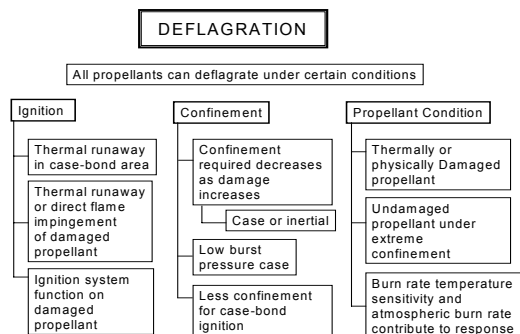 DEFLAGRATION
All propellants can deflagrate under certain conditions
Ignition
Thermal runaway
in case-bond area
Thermal runaway
or direct flame
impingement
of damaged
propellant
Ignition system
function on
damaged
propellant
Confinement
Confinement
required decreases
as damage
increases
Case or inertial
Low burst
pressure case
Less confinement
for case-bond
ignition
Propellant Condition
Thermally or
physically Damaged
propellant
Undamaged
propellant under
extreme
confinement
Burn rate temperature
sensitivity and
atmospheric burn rate
contribute to response